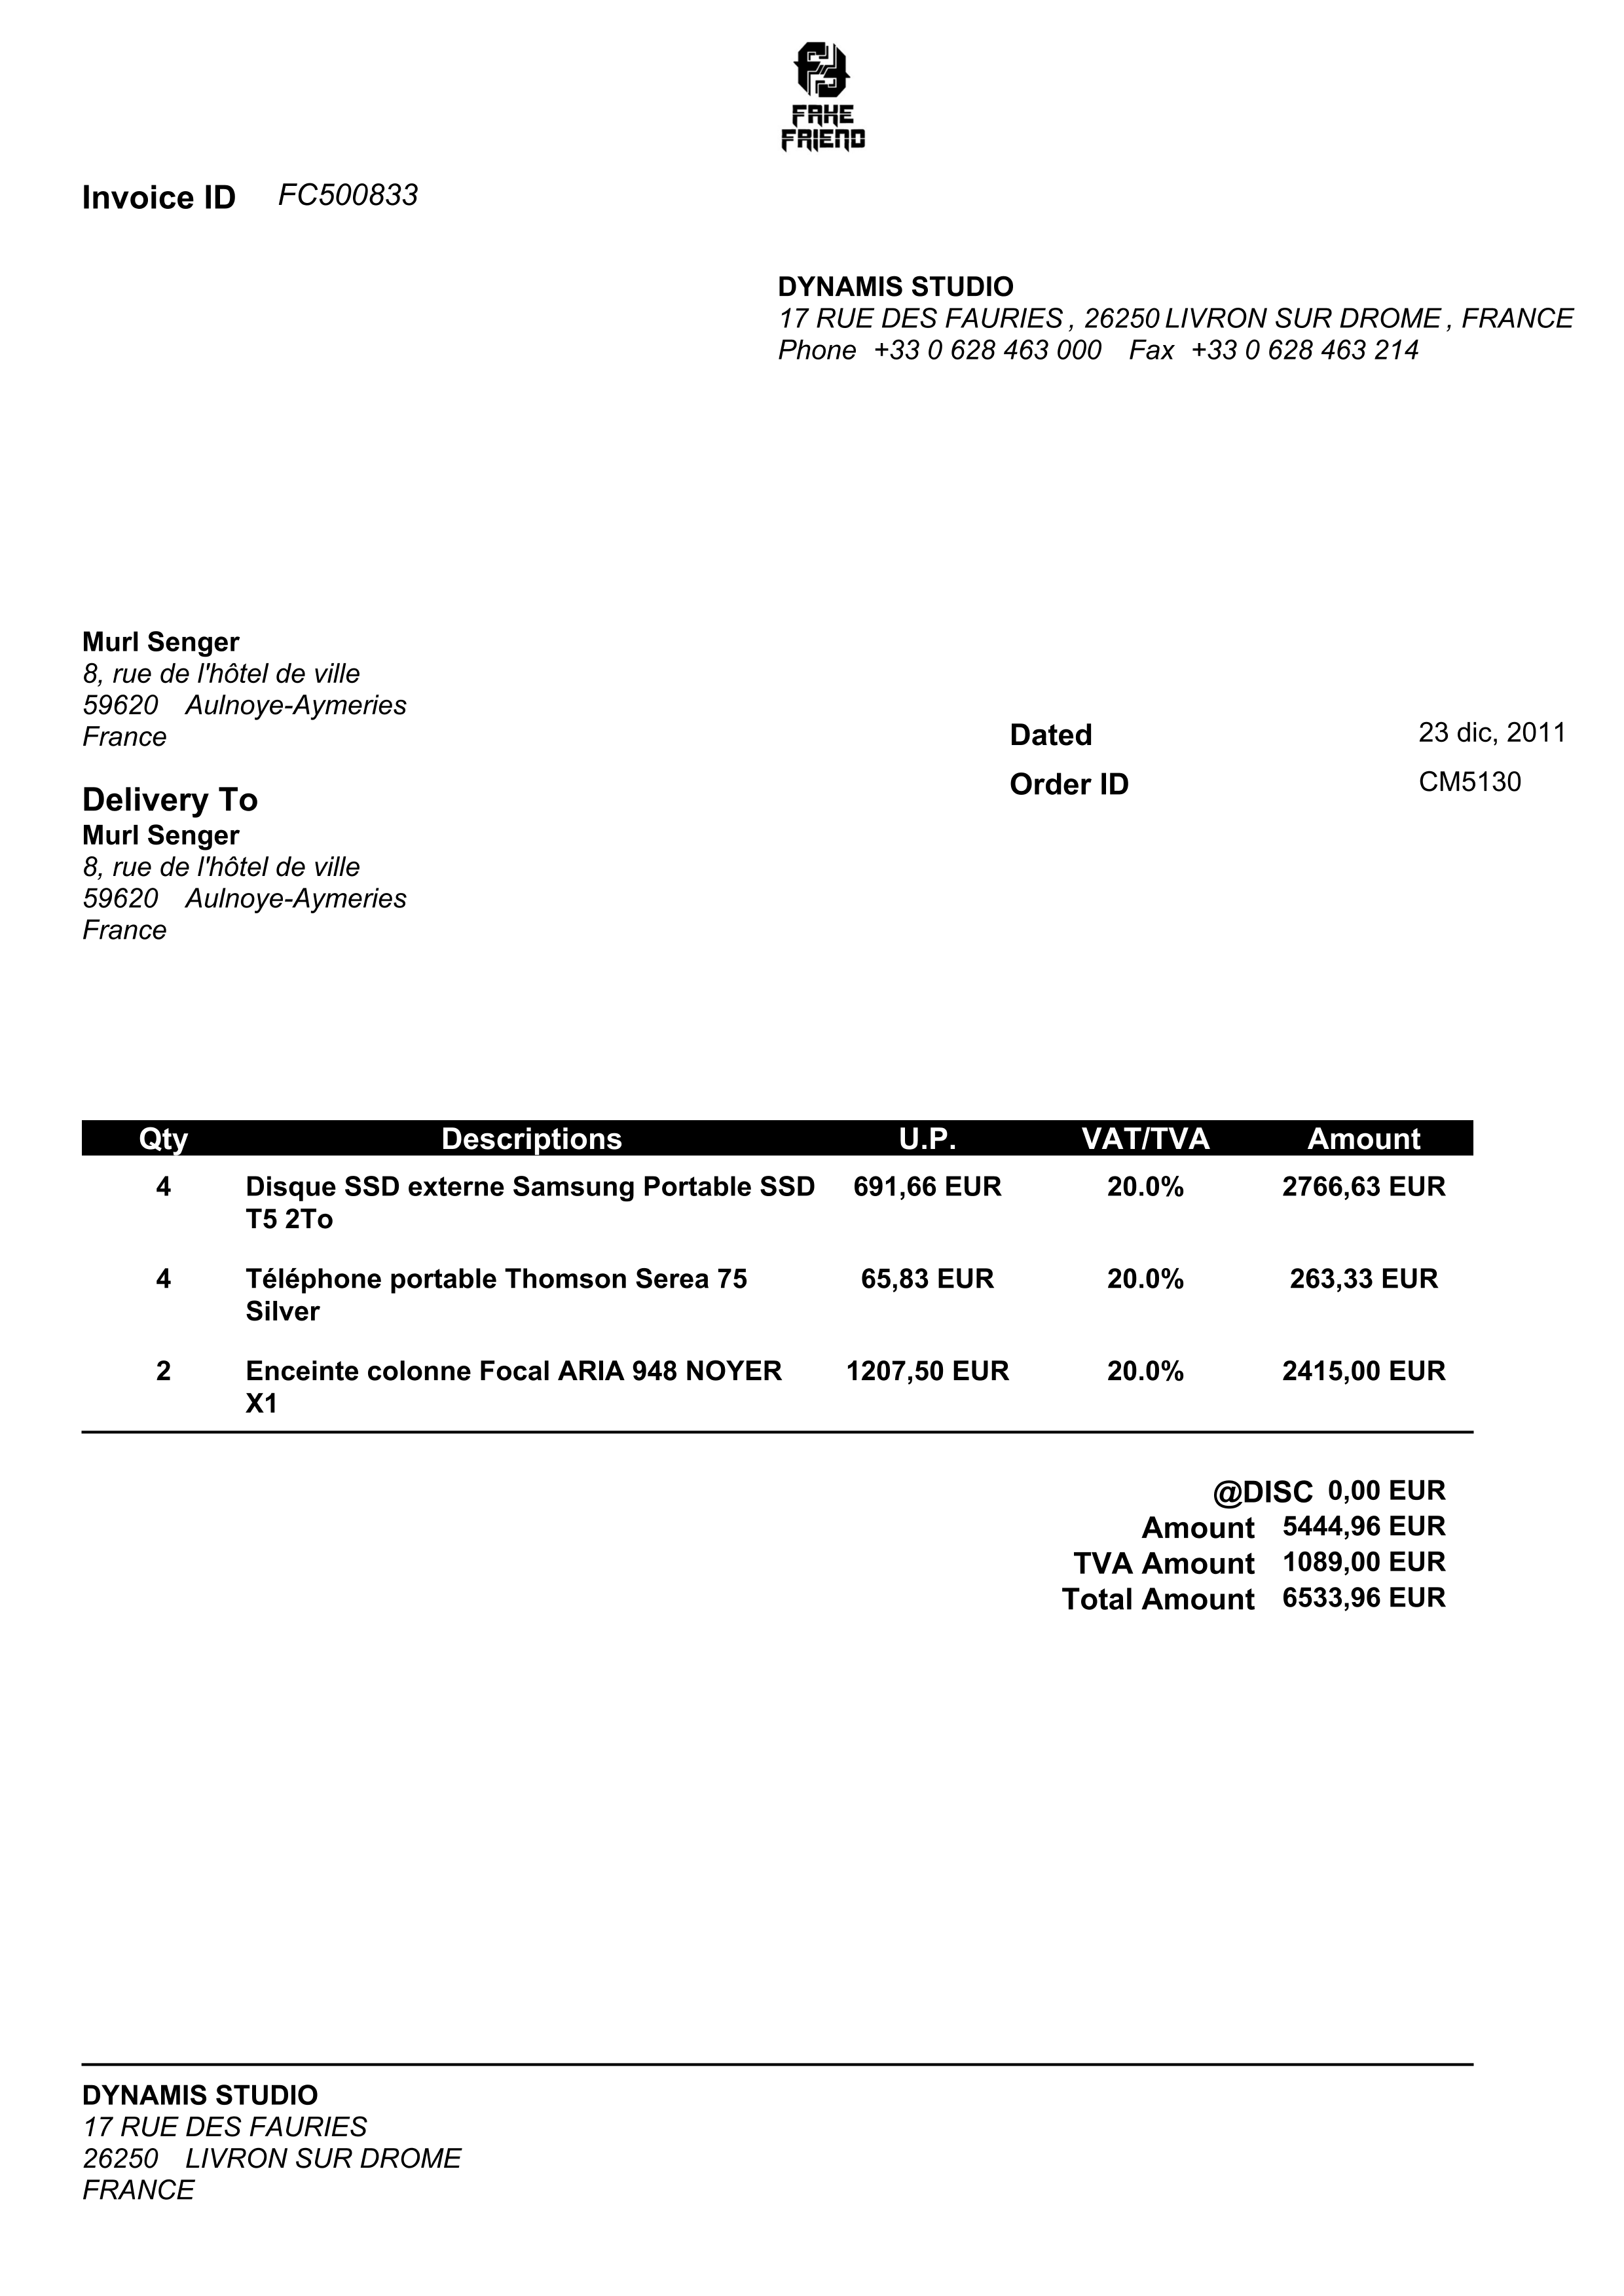 FAKE
FRIEND
Invoice ID FC500833
DYNAMIS STUDIO
17 RUE DES FAURIES , 26250 LIVRON SUR DROME , FRANCE
Phone +33 0 628 463 000 Fax +33 0 628 463 214
Murl Senger
8, rue de l'hôtel de ville
59620 Aulnoye-Aymeries
France
Dated 23 dic, 2011
Order ID CM5130
Delivery To
Murl Senger
8, rue de l'hôtel de ville
59620 Aulnoye-Aymeries
France
Qty Descriptions U.P. VAT/TVA Amount
4 Disque SSD externe Samsung Portable SSD 691,66 EUR 20.0% 2766,63 EUR
T5 2To
4 Téléphone portable Thomson Serea 75 65,83 EUR 20.0% 263,33 EUR
Silver
2 Enceinte colonne Focal ARIA 948 NOYER 1207,50 EUR 20.0% 2415,00 EUR
X1
@DISC 0,00 EUR
Amount 5444,96 EUR
TVA Amount 1089,00 EUR
Total Amount 6533,96 EUR
DYNAMIS STUDIO
17 RUE DES FAURIES
26250 LIVRON SUR DROME
FRANCE